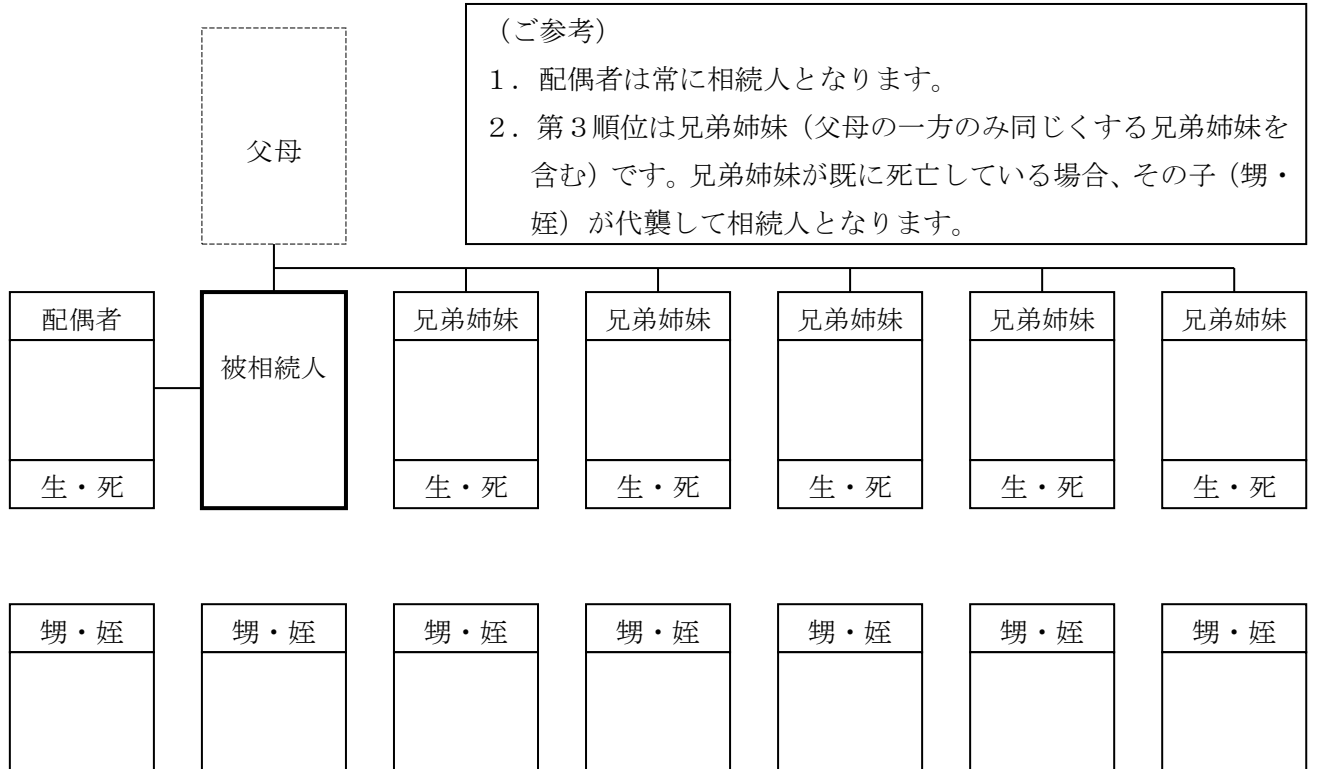 （ご参考）
１．配偶者は常に相続人となります。
２．第３順位は兄弟姉妹（父母の一方のみ同じくする兄弟姉妹を
含む）です。兄弟姉妹が既に死亡している場合、その子（甥・
姪）が代襲して相続人となります。
父母
配偶者
被相続人
兄弟姉妹
兄弟姉妹
兄弟姉妹
兄弟姉妹
兄弟姉妹
生・死
生・死
生・死
生・死
生・死
生・死
甥・姪
甥・姪
甥・姪
甥・姪
甥・姪
甥・姪
甥・姪